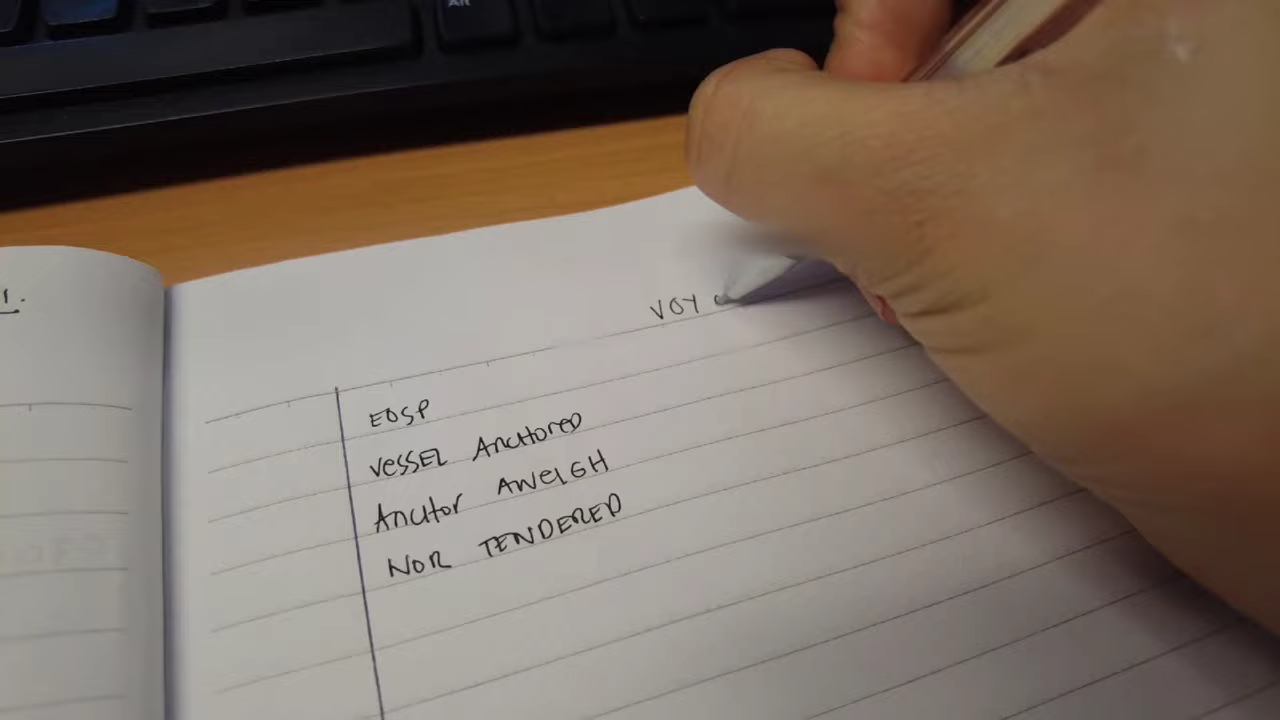 VOY
EOSP
VESSEL ANCHORED
ANCHOR AWEIGH
NOR TENDERED